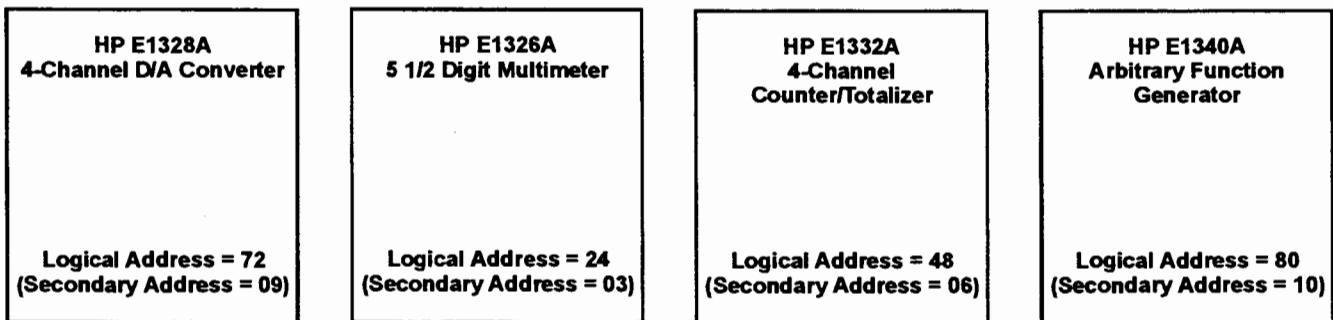 HP E1328A
4-Channel D/A Converter
Logical Address = 72
(Secondary Address = 09)
HP E1326A
5 1/2 Digit Multimeter
Logical Address = 24
(Secondary Address = 03)
HP E1332A
4-Channel
Counter/Totalizer
Logical Address = 48
(Secondary Address = 06)
HP E1340A
Arbitrary Function
Generator
Logical Address = 80
(Secondary Address = 10)